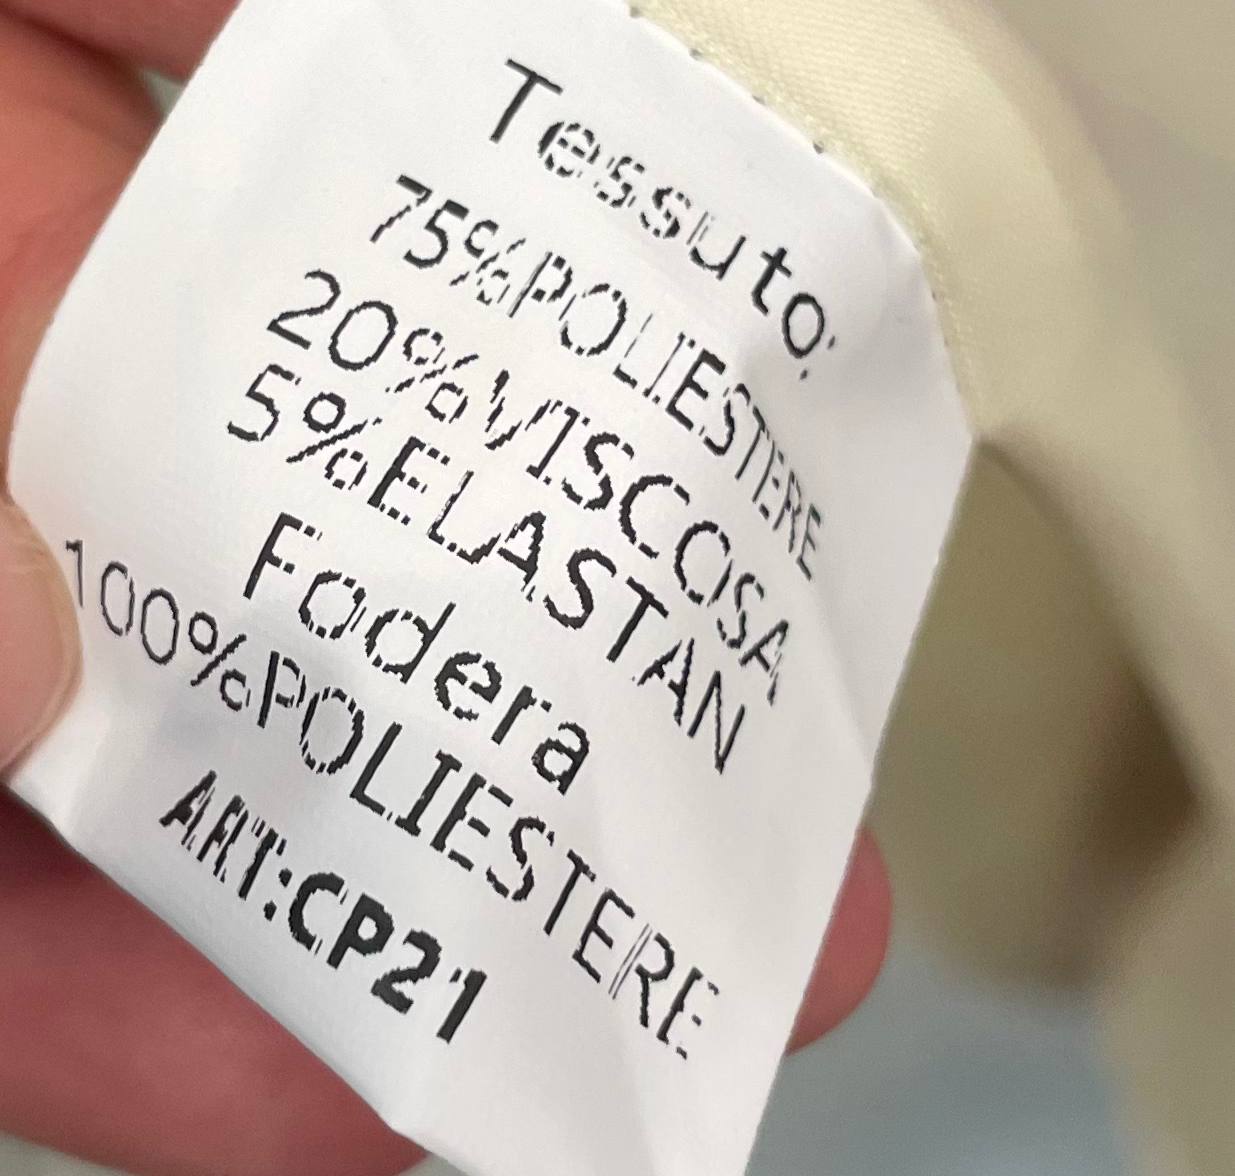 Tessuto:
75%POLIESTERE
20%VISCOSA
5%ELASTAN
Fodera
100%POLIESTERE
ART:CP21